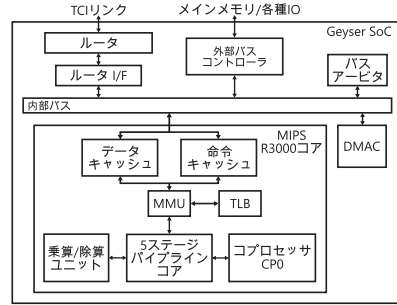 TCIリンク
メインメモリ/各種IO
Geyser SoC
ルータ
外部バス
コントローラ
ルータ I/F
バス
アービタ
内部バス
MIPS
R3000コア
DMAC
データ
キャッシュ
命令
キャッシュ
MMU
TLB
乗算/除算
ユニット
5ステージ
パイプライン
コア
コプロセッサ
CP0